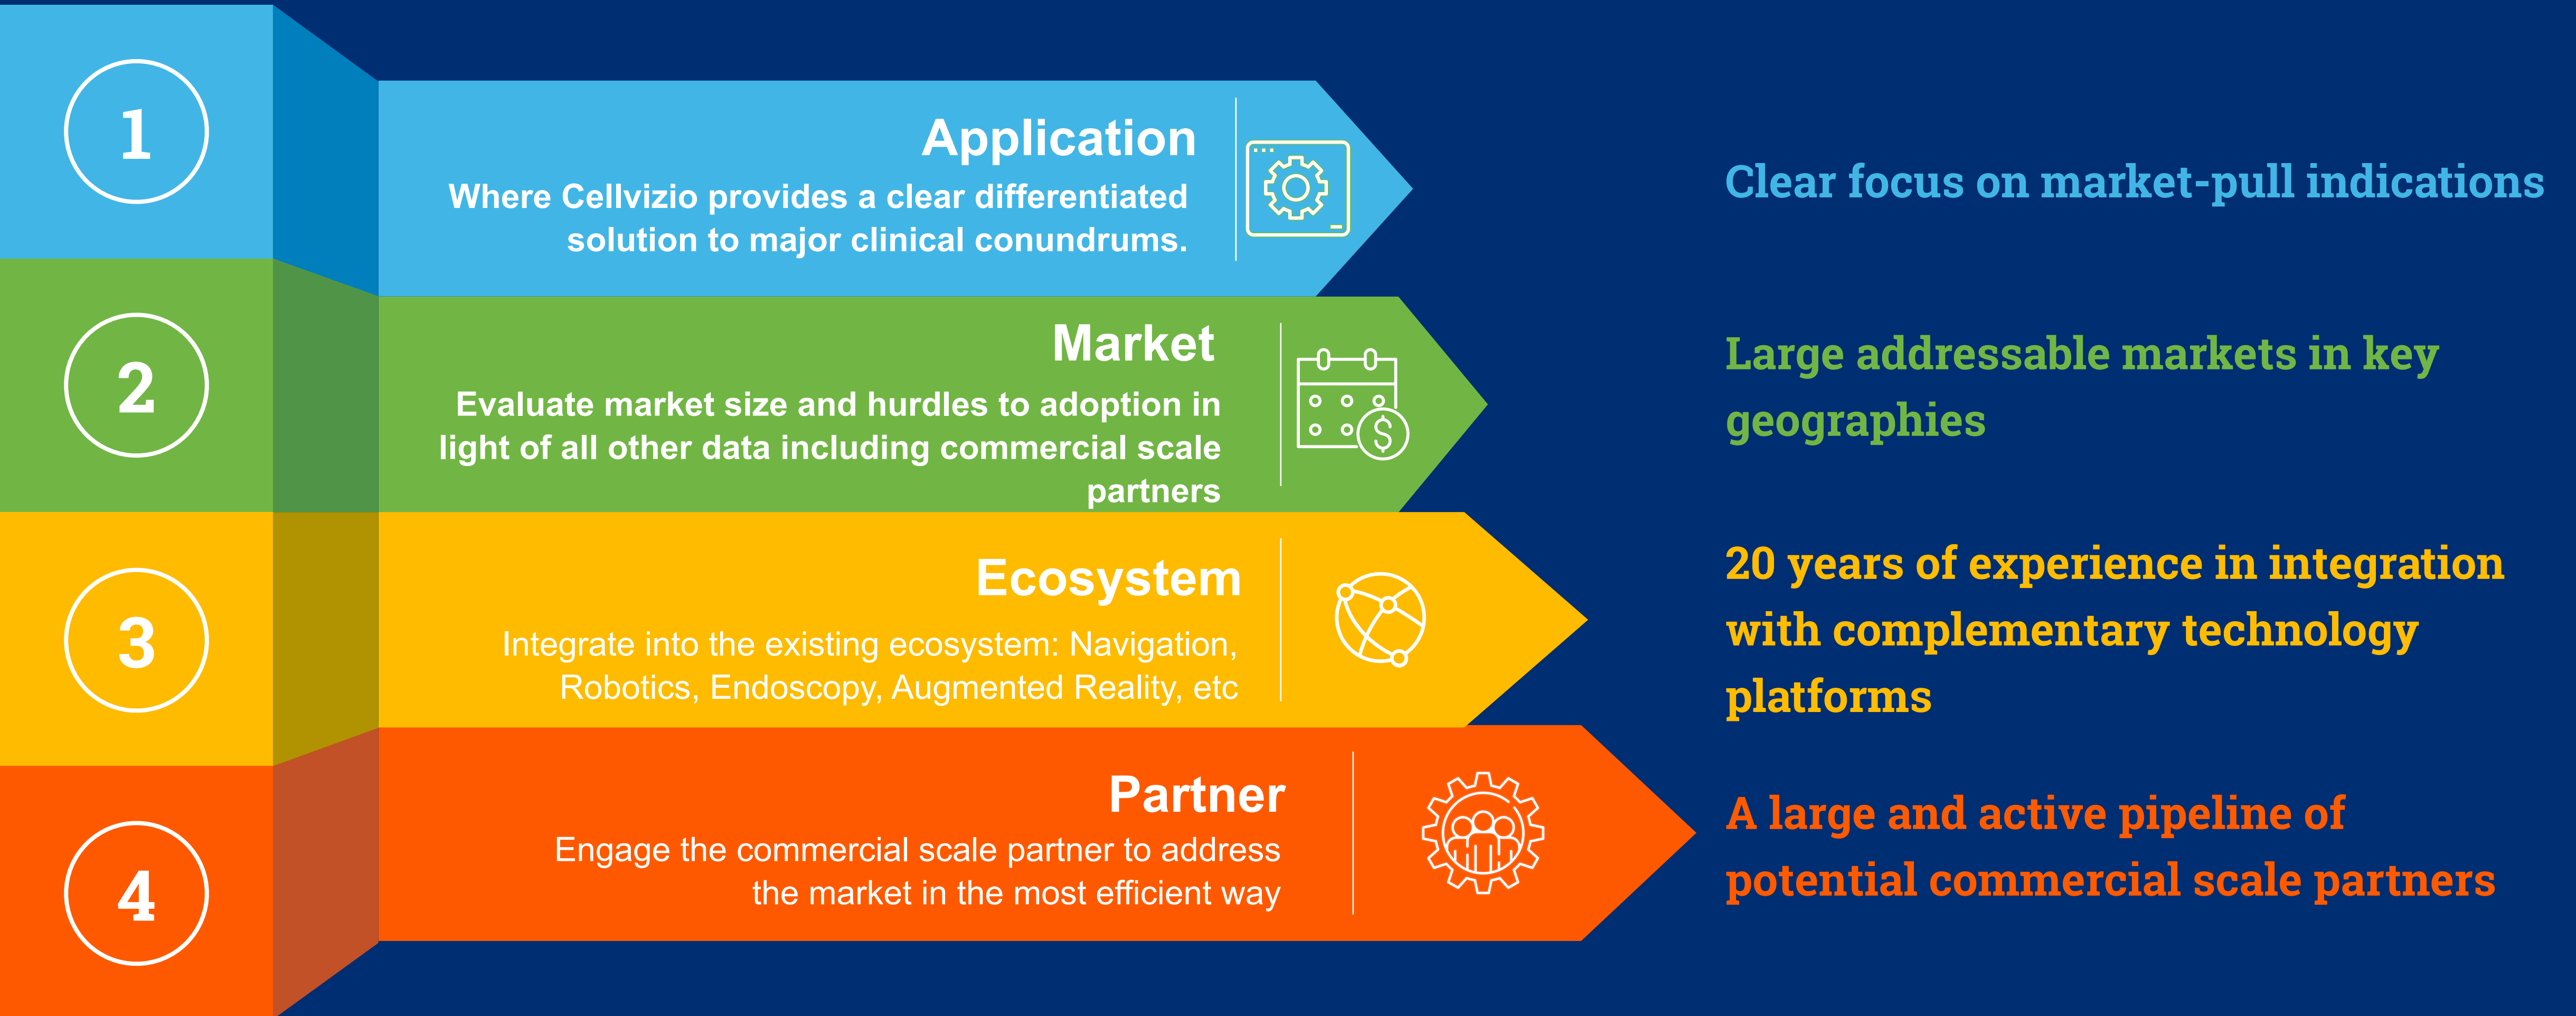 1
Application
Where Cellvizio provides a clear differentiated
solution to major clinical conundrums.
Clear focus on market-pull indications
2
Market
Evaluate market size and hurdles to adoption in
light of all other data including commercial scale
partners
$
Large addressable markets in key
geographies
3
Ecosystem
Integrate into the existing ecosystem: Navigation,
Robotics, Endoscopy, Augmented Reality, etc
20 years of experience in integration
with complementary technology
platforms
4
Partner
Engage the commercial scale partner to address
the market in the most efficient way
A large and active pipeline of
potential commercial scale partners